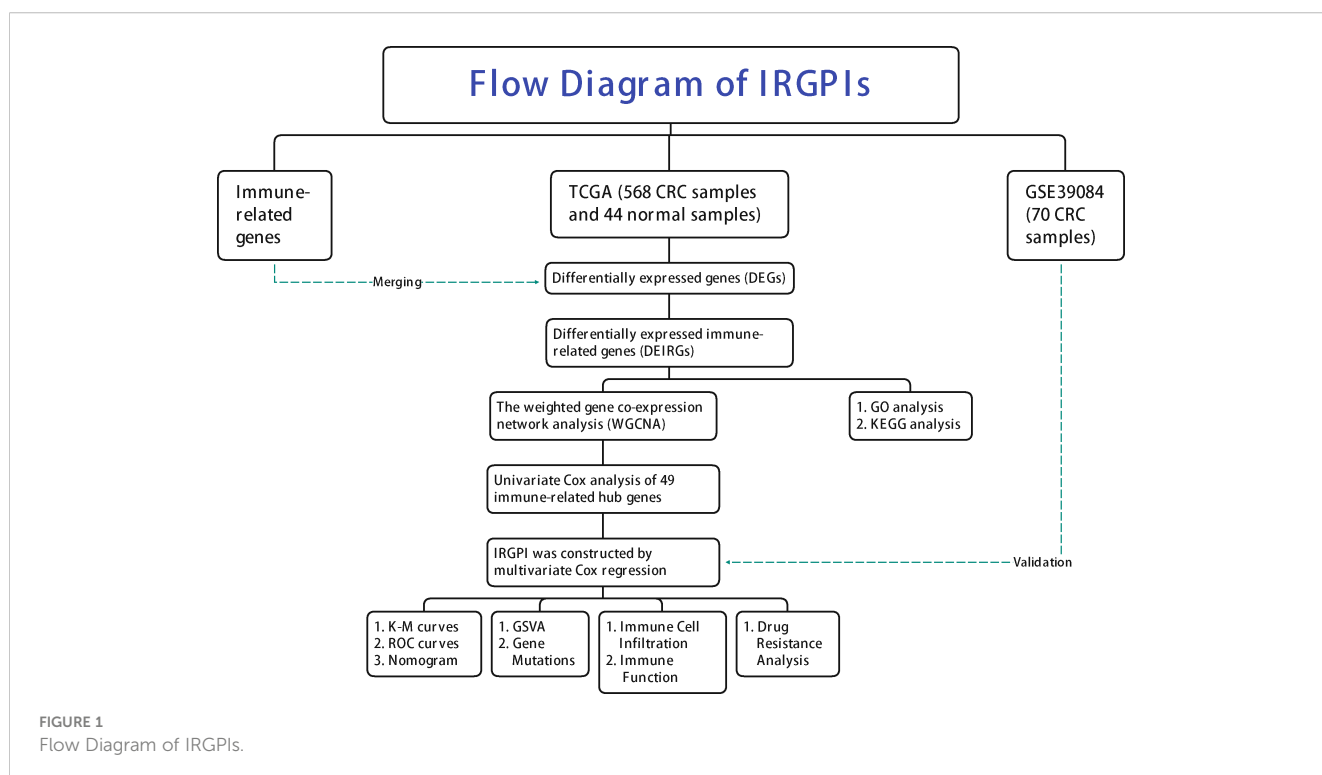 Flow Diagram of IRGPIs
Immune-
related
genes
TCGA (568 CRC samples
and 44 normal samples)
GSE39084
(70 CRC
samples)
Merging
Differentially expressed genes (DEGs)
Differentially expressed immune-
related genes (DEIRGs)
The weighted gene co-expression
network analysis (WGCNA)
1. GO analysis
2. KEGG analysis
Univariate Cox analysis of 49
immune-related hub genes
IRGPI was constructed by
multivariate Cox regression
Validation
1. K-M curves
2. ROC curves
3. Nomogram
1. GSVA
2. Gene
Mutations
1. Immune Cell
Infiltration
2. Immune
Function
1. Drug
Resistance
Analysis
FIGURE 1
Flow Diagram of IRGPIs.